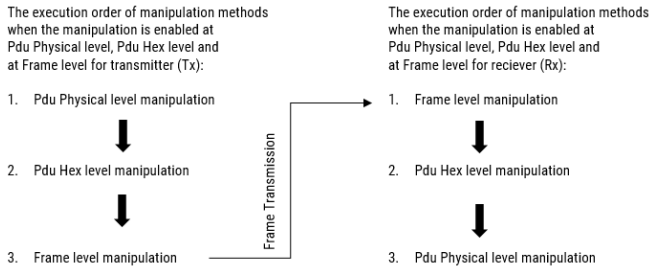 The execution order of manipulation methods
when the manipulation is enabled at
Pdu Physical level, Pdu Hex level and
at Frame level for transmitter (Tx):
1. Pdu Physical level manipulation
2. Pdu Hex level manipulation
3. Frame level manipulation
Frame Transmission
The execution order of manipulation methods
when the manipulation is enabled at
Pdu Physical level, Pdu Hex level and
at Frame level for reciever (Rx):
1. Frame level manipulation
2. Pdu Hex level manipulation
3. Pdu Physical level manipulation